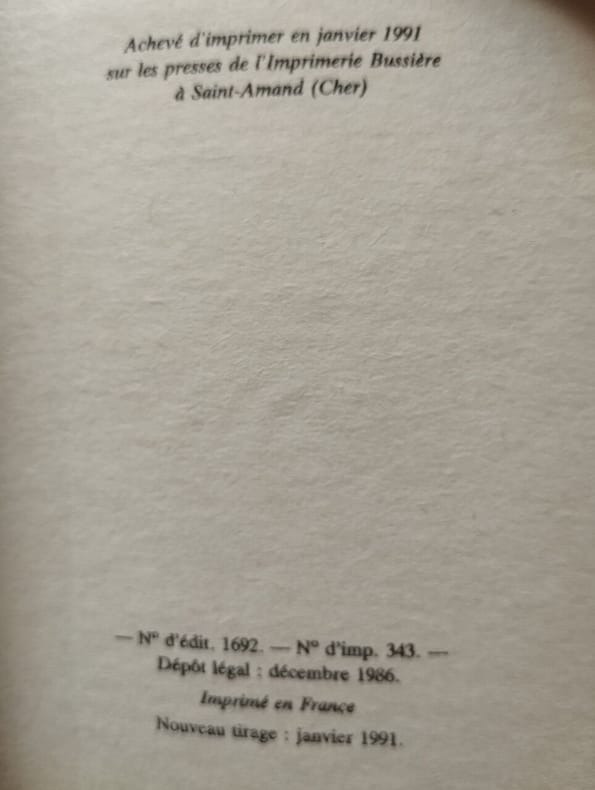 Achevé d'imprimer en janvier 1991
sur les presses de l'Imprimerie Bussière
à Saint-Amand (Cher)
— N° d'édit. 1692. — N° d'imp. 343. —
Dépôt légal : décembre 1986.
Imprimé en France
Nouveau tirage : janvier 1991.